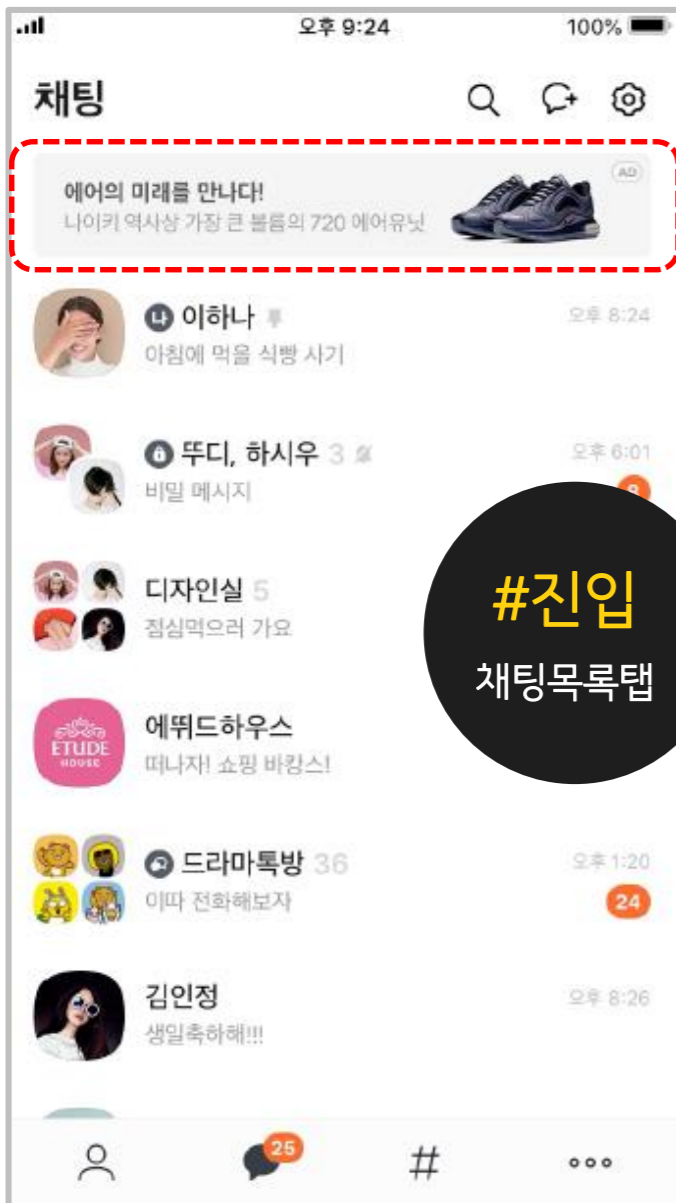 오후 9:24
100%
채팅
에어의 미래를 만나다!
나이키 역사상 가장 큰 볼륨의 720 에어유닛
AD
나 이하나
오후 8:24
아침에 먹을 식빵 사기
뚜디, 하시우 3
오후 6:01
비밀 메시지
디자인실 5
점심먹으러 가요
#진입
채팅목록탭
ETUDE
HOUSE
에뛰드하우스
떠나자! 쇼핑 바캉스!
드라마톡방 36
오후 1:20
이따 전화해보자
24
김인정
오후 8:26
생일축하해!!!
25
#